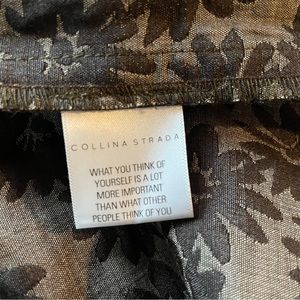 COLLINA STRADA
WHAT YOU THINK OF
YOURSELF IS A LOT
MORE IMPORTANT
THAN WHAT OTHER
PEOPLE THINK OF YOU